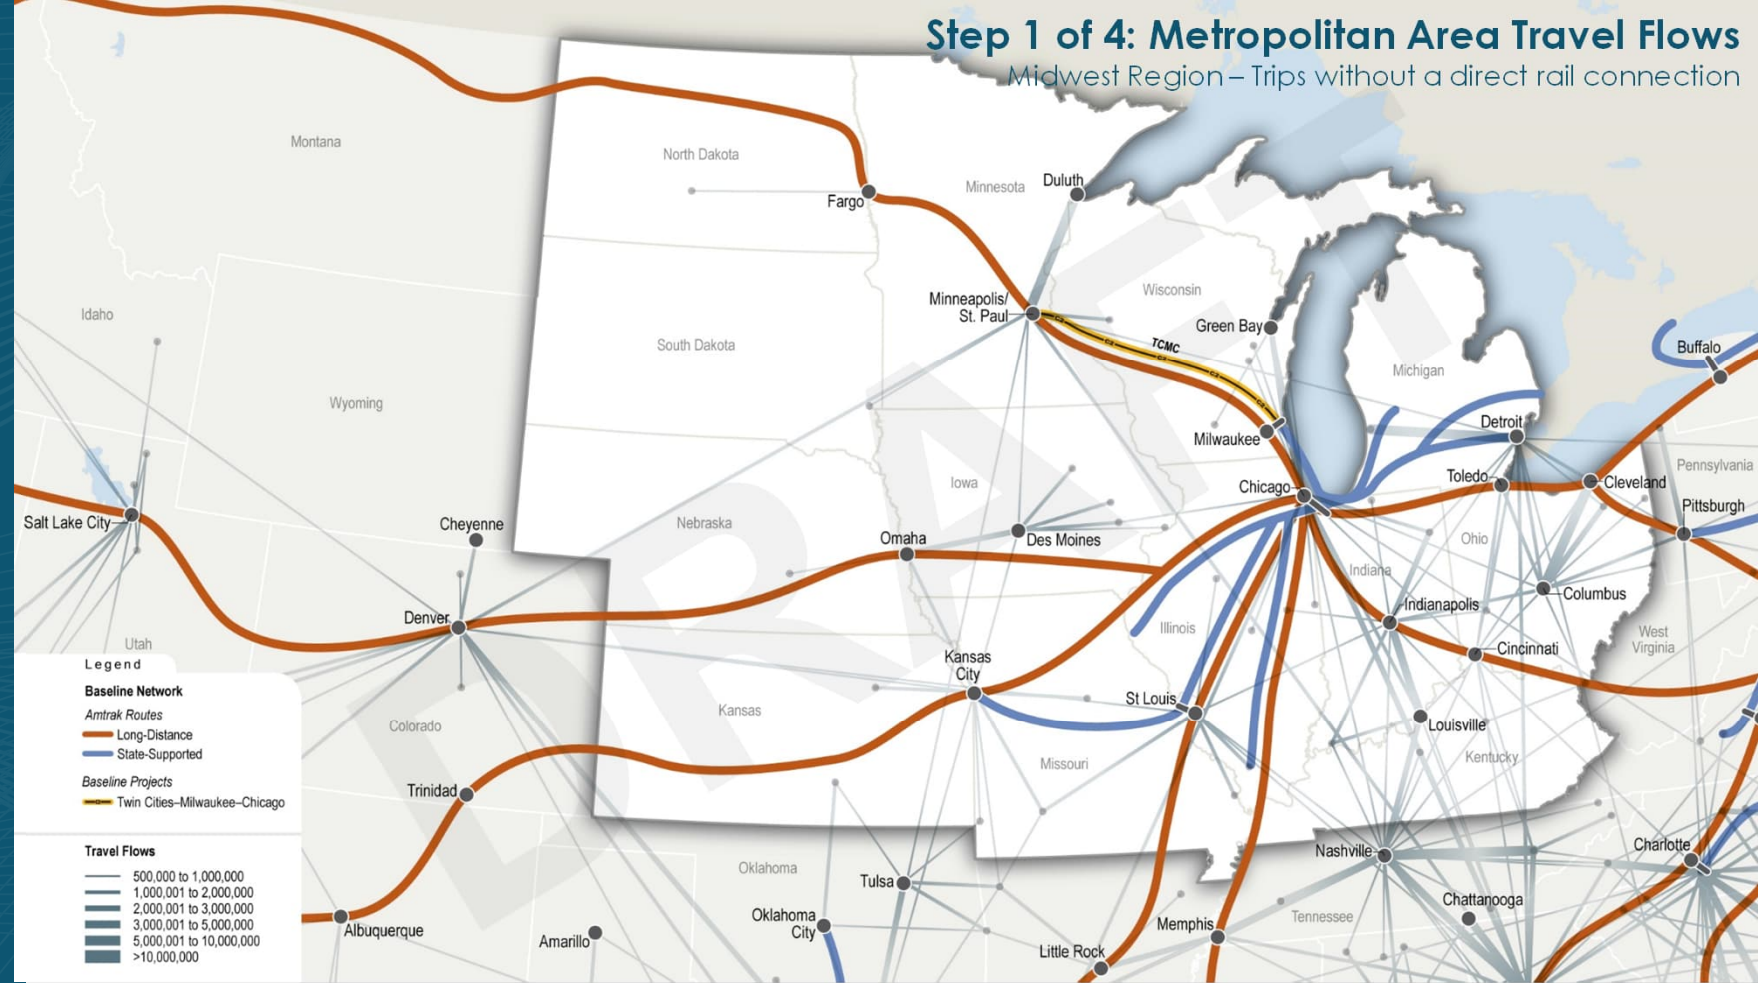 Step 1 of 4: Metropolitan Area Travel Flows
Midwest Region – Trips without a direct rail connection
Montana
North Dakota
Minnesota
Duluth
Fargo
Idaho
Minneapolis/
St. Paul
Wisconsin
Green Bay
TCMC
Buffalo
South Dakota
Michigan
Wyoming
Detroit
Milwaukee
Pennsylvania
Iowa
Toledo
Cleveland
Chicago
Pittsburgh
Salt Lake City
Cheyenne
Nebraska
Omaha
Des Moines
Ohio
Indiana
Columbus
Denver
Indianapolis
Utah
Illinois
Cincinnati
West
Virginia
Kansas
City
St Louis
Kansas
Colorado
Louisville
Missouri
Kentucky
Trinidad
Legend
Baseline Network
Amtrak Routes
Long-Distance
State-Supported
Baseline Projects
Twin Cities–Milwaukee–Chicago
Travel Flows
500,000 to 1,000,000
1,000,001 to 2,000,000
2,000,001 to 3,000,000
3,000,001 to 5,000,000
5,000,001 to 10,000,000
>10,000,000
Nashville
Charlotte
Oklahoma
Tulsa
Chattanooga
Oklahoma
City
Tennessee
Memphis
Albuquerque
Amarillo
Little Rock
DRAFT